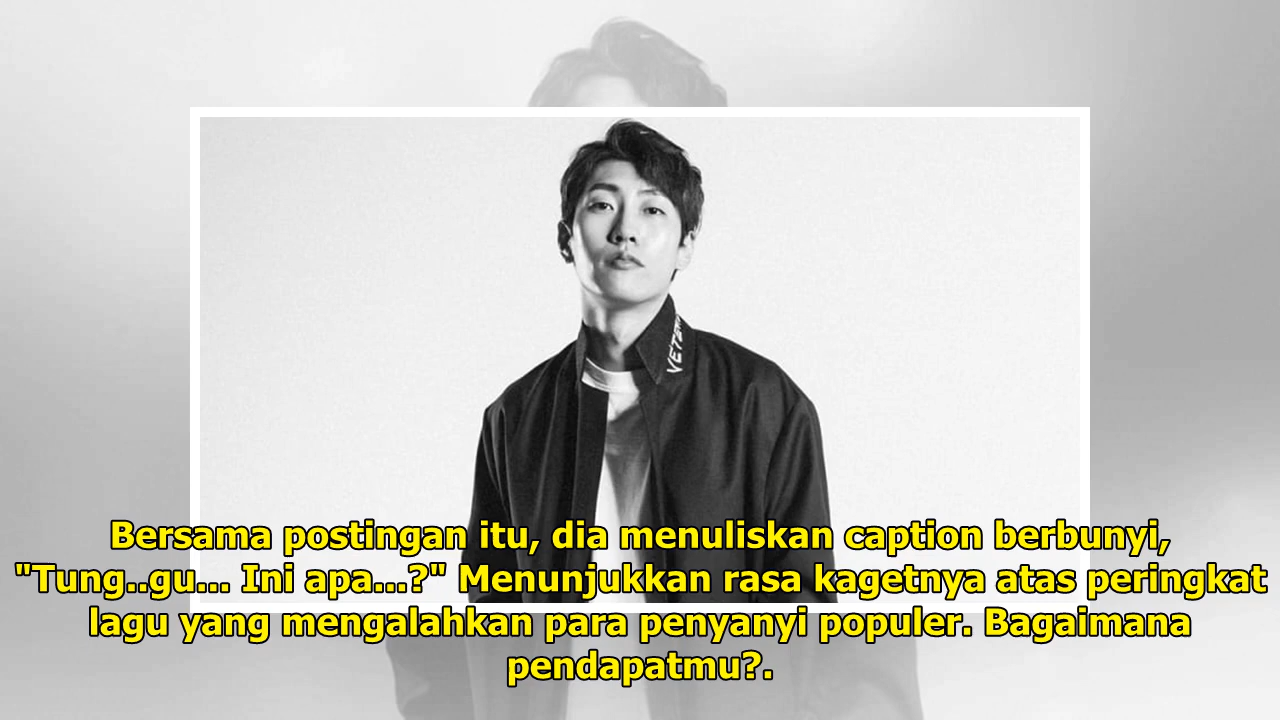 VETE
Bersama postingan itu, dia menuliskan caption berbunyi,
"Tung..gu... Ini apa...?" Menunjukkan rasa kagetnya atas peringkat
lagu yang mengalahkan para penyanyi populer. Bagaimana
pendapatmu?.